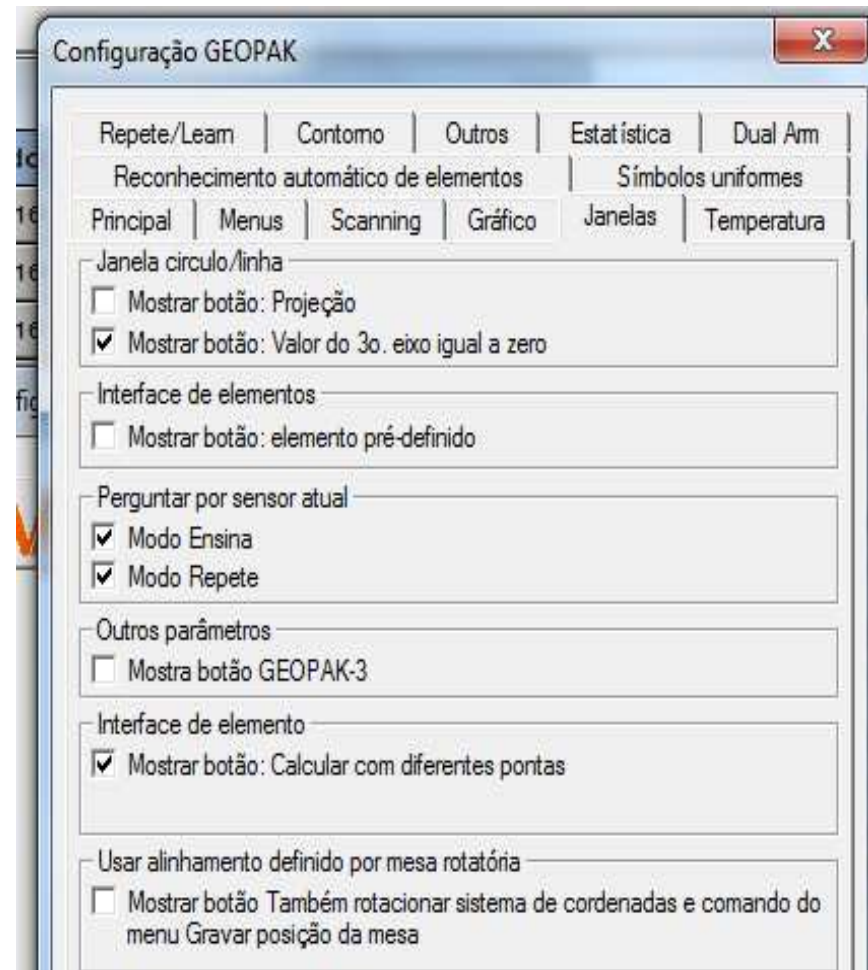 Configuração GEOPAK
Repete/Learn Contorno Outros Estatística Dual Arm
Reconhecimento automático de elementos Símbolos uniformes
Principal Menus Scanning Gráfico Janelas Temperatura
Janela circulo/linha
Mostrar botão: Projeção
Mostrar botão: Valor do 3o. eixo igual a zero
Interface de elementos
Mostrar botão: elemento pré-definido
Perguntar por sensor atual
Modo Ensina
Modo Repete
Outros parâmetros
Mostra botão GEOPAK-3
Interface de elemento
Mostrar botão: Calcular com diferentes pontas
Usar alinhamento definido por mesa rotatória
Mostrar botão Também rotacionar sistema de cordenadas e comando do
menu Gravar posição da mesa